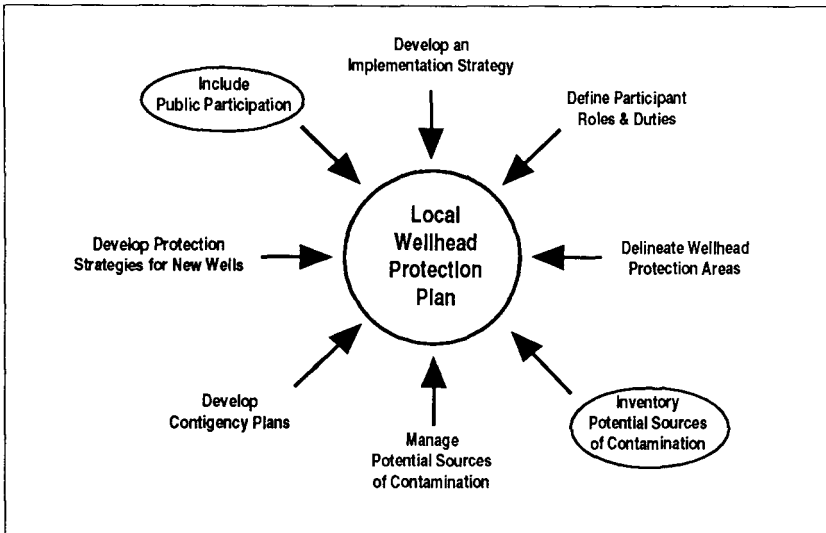 Develop an
Implementation Strategy
Include
Public Participation
Define Participant
Roles & Duties
Local
Wellhead
Protection
Plan
Develop Protection
Strategies for New Wells
Delineate Wellhead
Protection Areas
Develop
Contigency Plans
Manage
Potential Sources
of Contamination
Inventory
Potential Sources
of Contamination